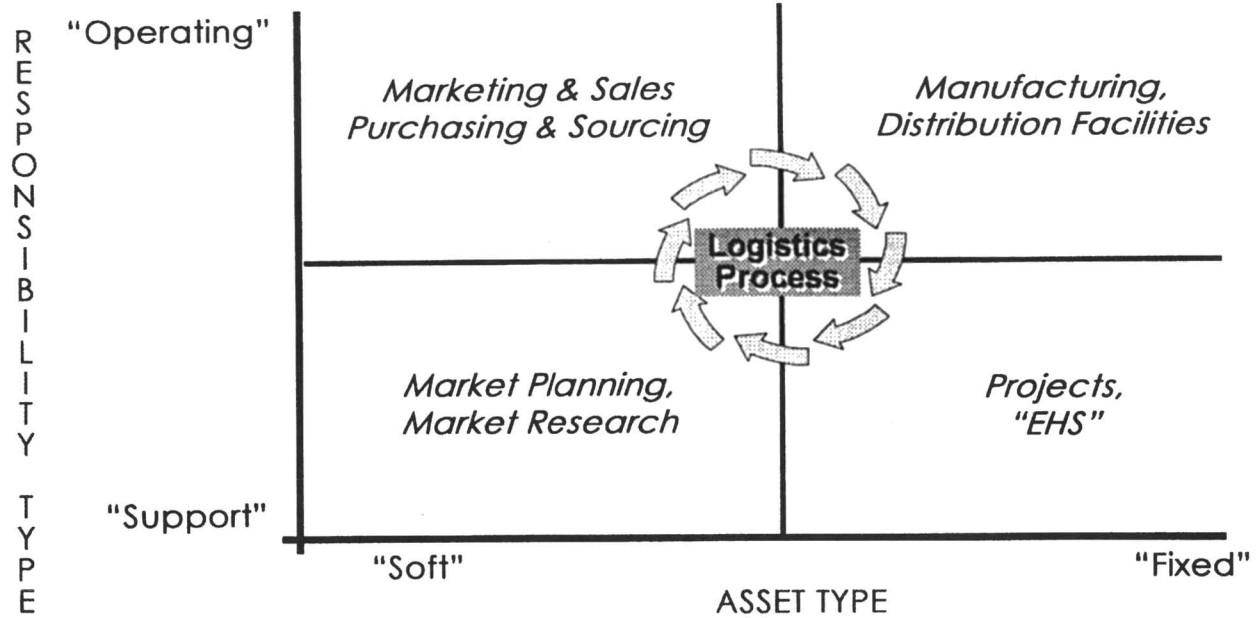 RESPONSIBILITY TYPE
“Operating”
Marketing & Sales
Purchasing & Sourcing
Manufacturing,
Distribution Facilities
Logistics
Process
Market Planning,
Market Research
Projects,
“EHS”
“Support”
“Soft”
“Fixed”
ASSET TYPE